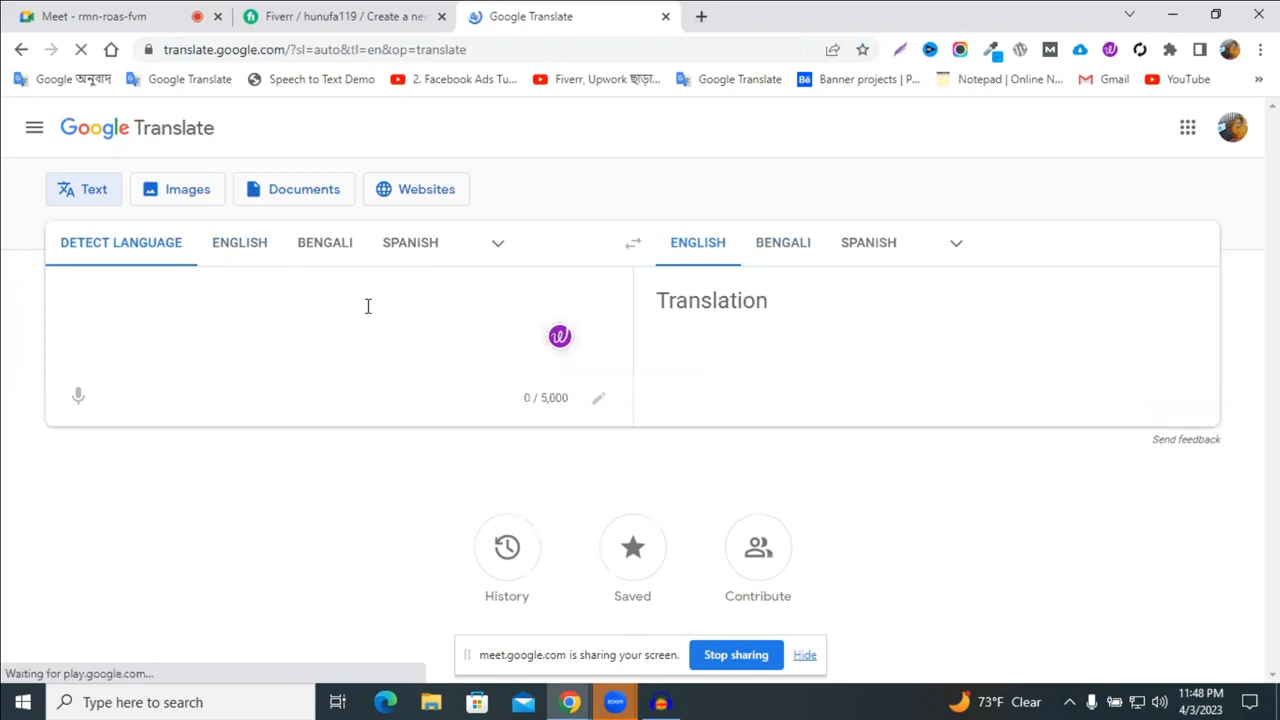 Meet - rmn-roas-fvm
Fiverr / hunufa119 / Create a nev
Google Translate
translate.google.com/?sl=auto&tl=en&op=translate
Google অনুবাদ
Google Translate
Speech to Text Demo
2. Facebook Ads Tu...
Fiverr, Upwork ছাড়া...
Google Translate
Bē
Banner projects | P...
Notepad | Online N...
Gmail
YouTube
»
Google Translate
Text
Images
Documents
Websites
DETECT LANGUAGE
ENGLISH
BENGALI
SPANISH
ENGLISH
BENGALI
SPANISH
Translation
0 / 5,000
Send feedback
History
Saved
Contribute
meet.google.com is sharing your screen.
Stop sharing
Hide
Waiting for play.google.com...
Type here to search
zoom
73°F Clear
11:48 PM
4/3/2023